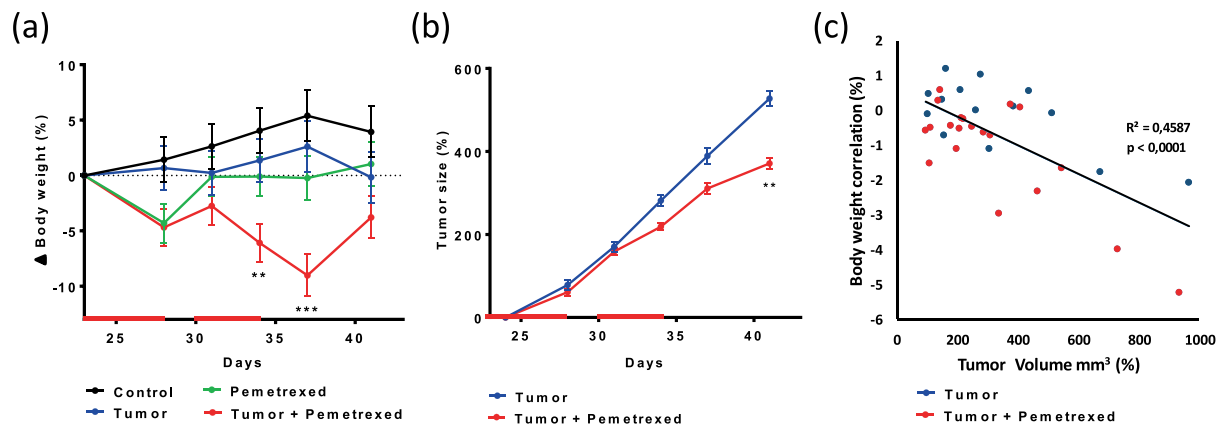 (a)
10
5
0
-5
-10
▲ Body weight (%)
**
***
25
30
35
40
Days
Control
Tumor
Pemetrexed
Tumor + Pemetrexed
(b)
600
400
200
0
Tumor size (%)
**
25
30
35
40
Days
Tumor
Tumor + Pemetrexed
(c)
2
1
0
-1
-2
-3
-4
-5
-6
Body weight correlation (%)
R² = 0,4587
p < 0,0001
0
200
400
600
800
1000
Tumor Volume mm³ (%)
Tumor
Tumor + Pemetrexed